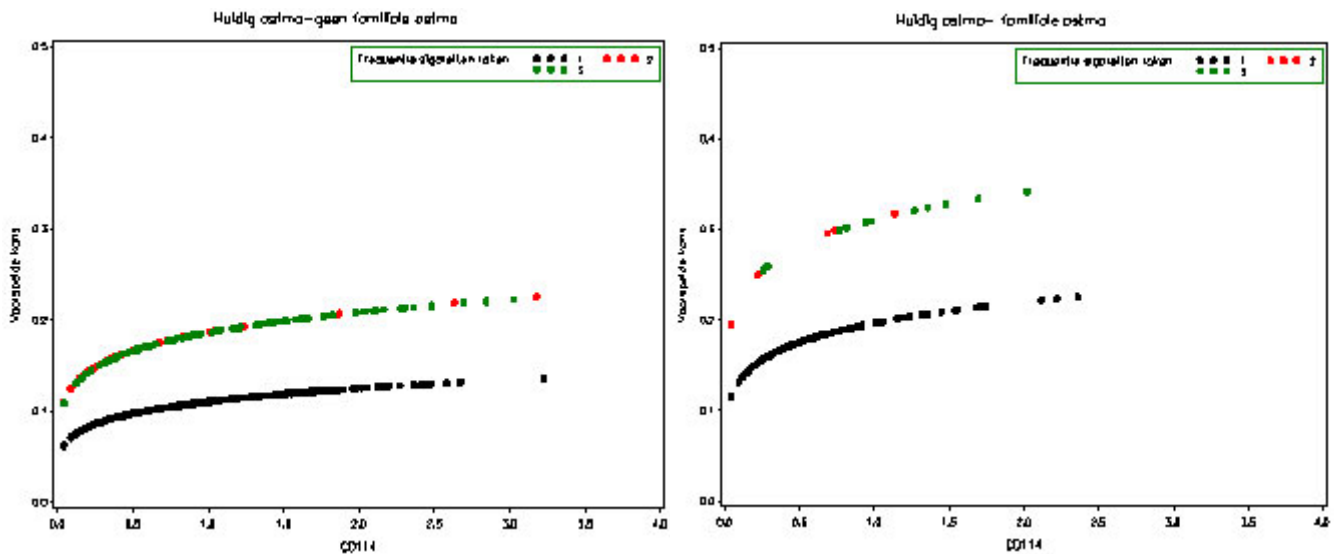 Huidig astma-geen familiale astma
Frequentie sigaretten roken 1 2
3
0.5
0.4
0.3
0.2
0.1
0.0
Voorspelde kans
0.0 0.5 1.0 1.5 2.0 2.5 3.0 3.5 4.0
CD114
Huidig astma- familiale astma
Frequentie sigaretten roken 1 2
3
0.5
0.4
0.3
0.2
0.1
0.0
Voorspelde kans
0.0 0.5 1.0 1.5 2.0 2.5 3.0 3.5 4.0
CD114